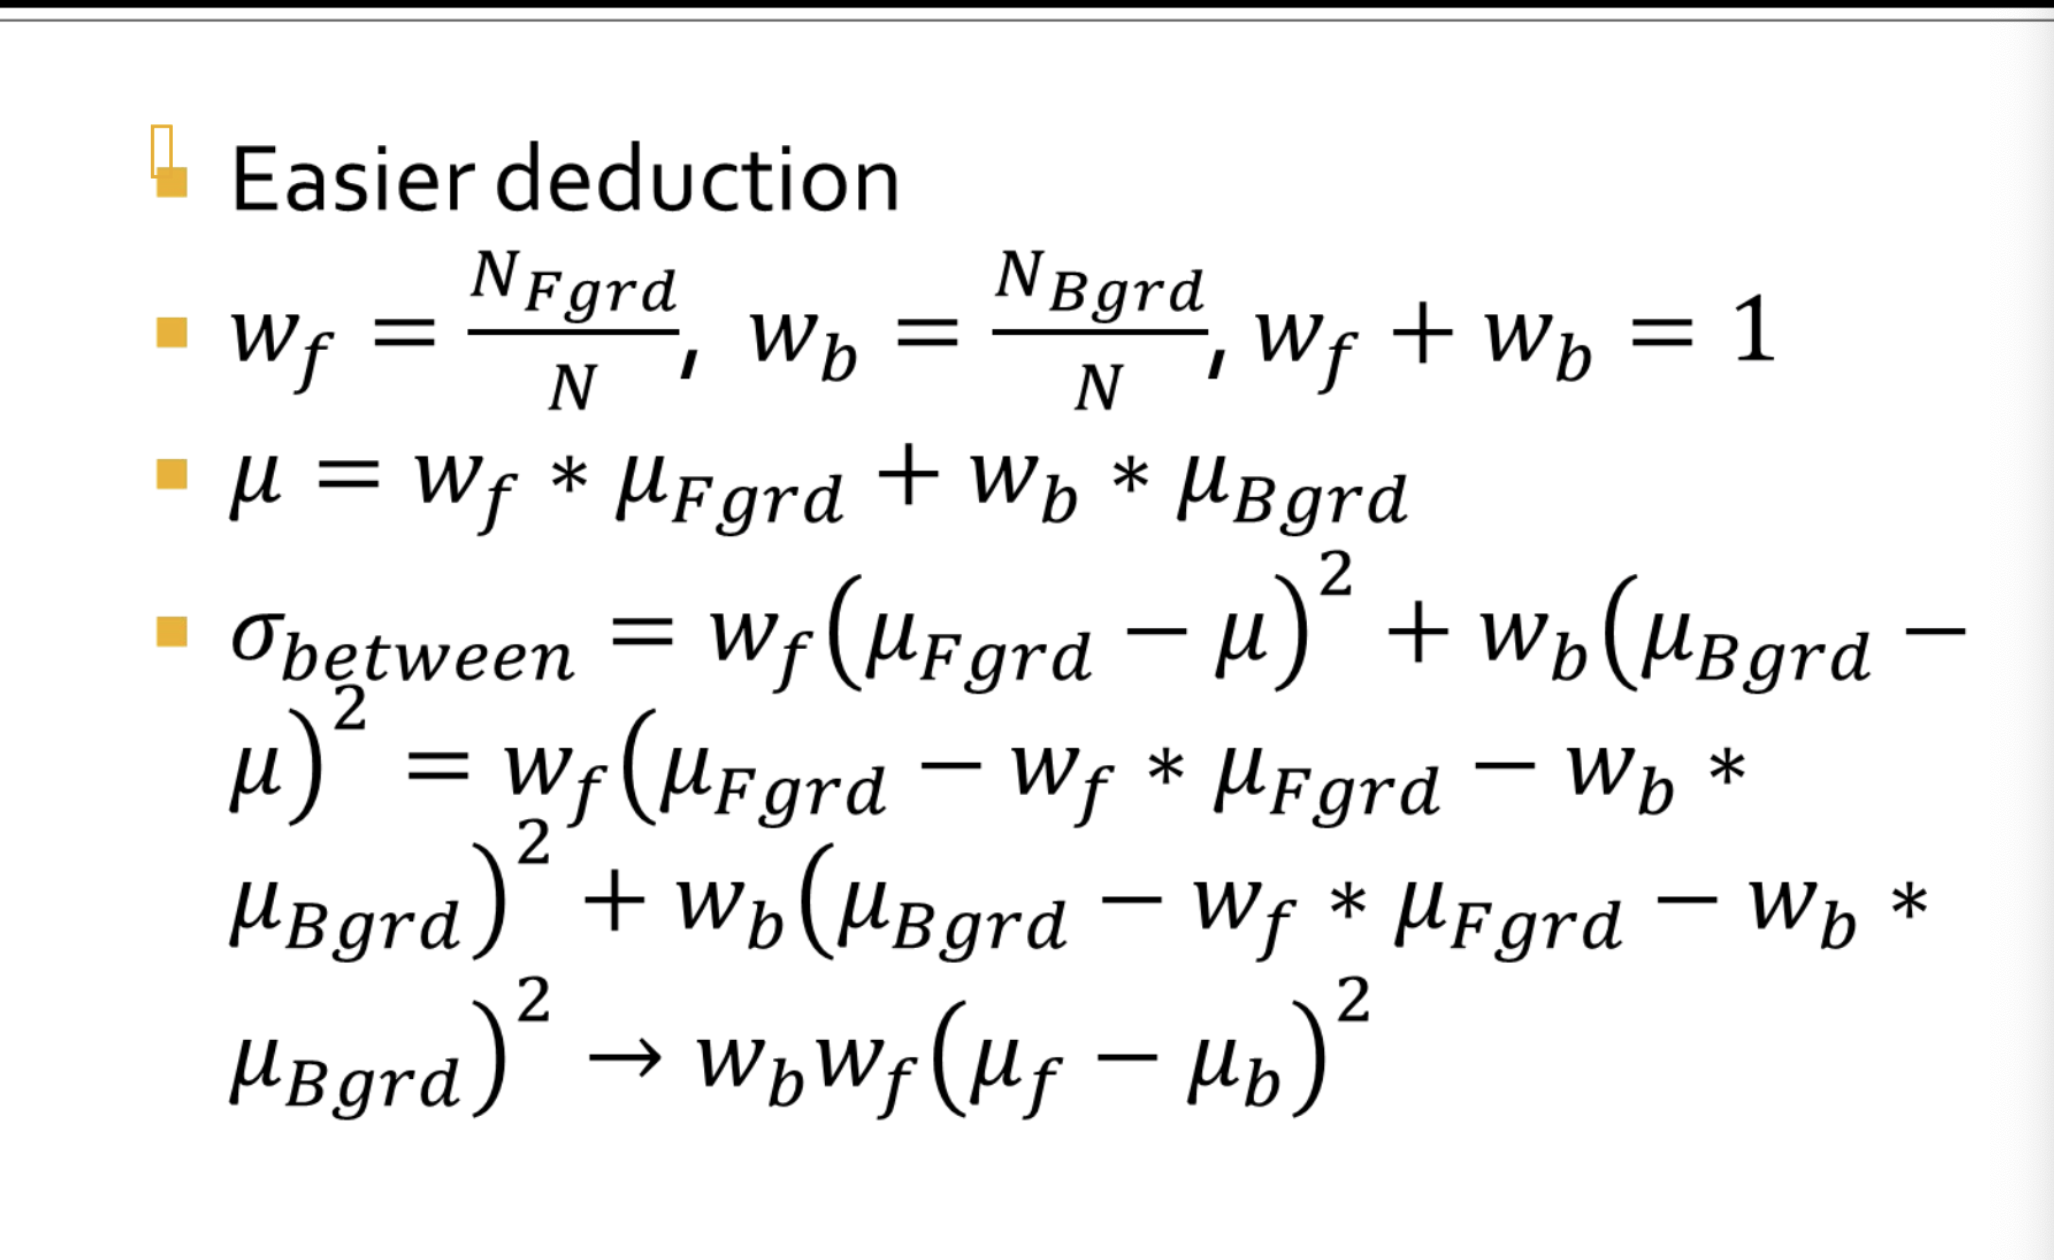 Easier deduction
w_f = N_Fgrd / N, w_b = N_Bgrd / N, w_f + w_b = 1
μ = w_f * μ_Fgrd + w_b * μ_Bgrd
σ_between = w_f(μ_Fgrd − μ)^2 + w_b(μ_Bgrd −
μ)^2 = w_f(μ_Fgrd − w_f * μ_Fgrd − w_b *
μ_Bgrd)^2 + w_b(μ_Bgrd − w_f * μ_Fgrd − w_b *
μ_Bgrd)^2 → w_b w_f(μ_f − μ_b)^2